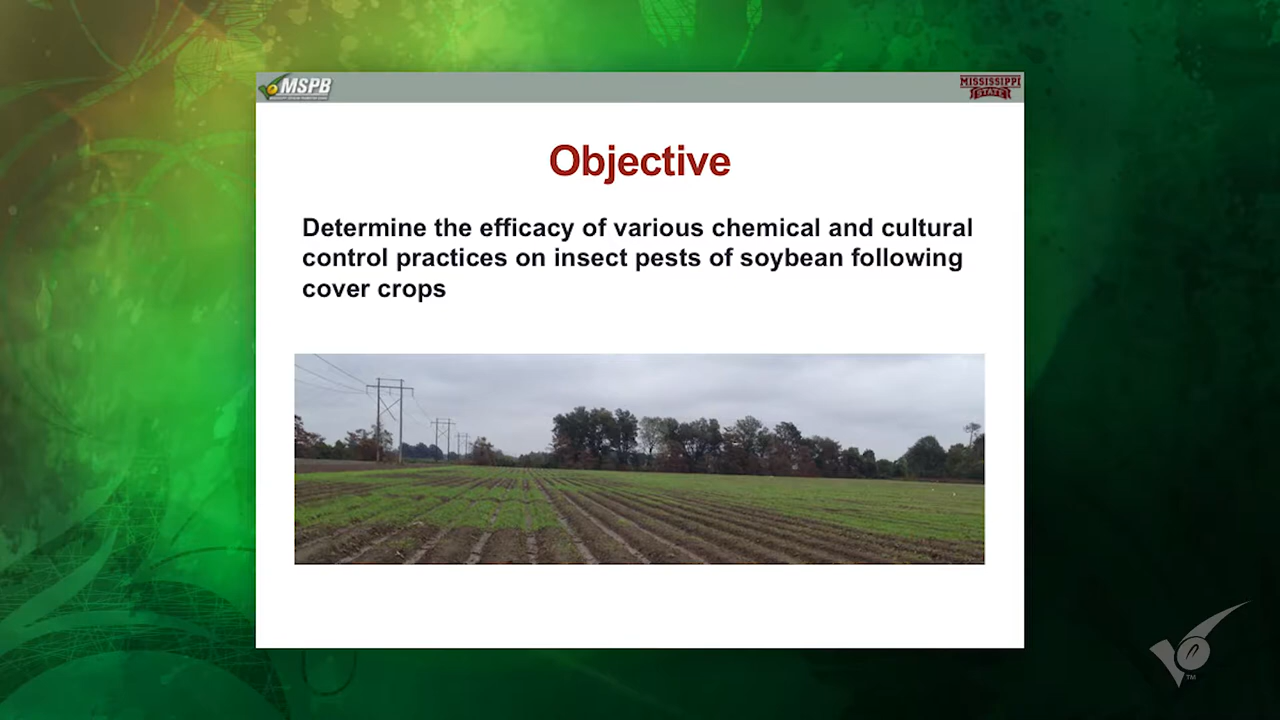 MSPB
MISSISSIPPI
STATE
Objective
Determine the efficacy of various chemical and cultural
control practices on insect pests of soybean following
cover crops
TM